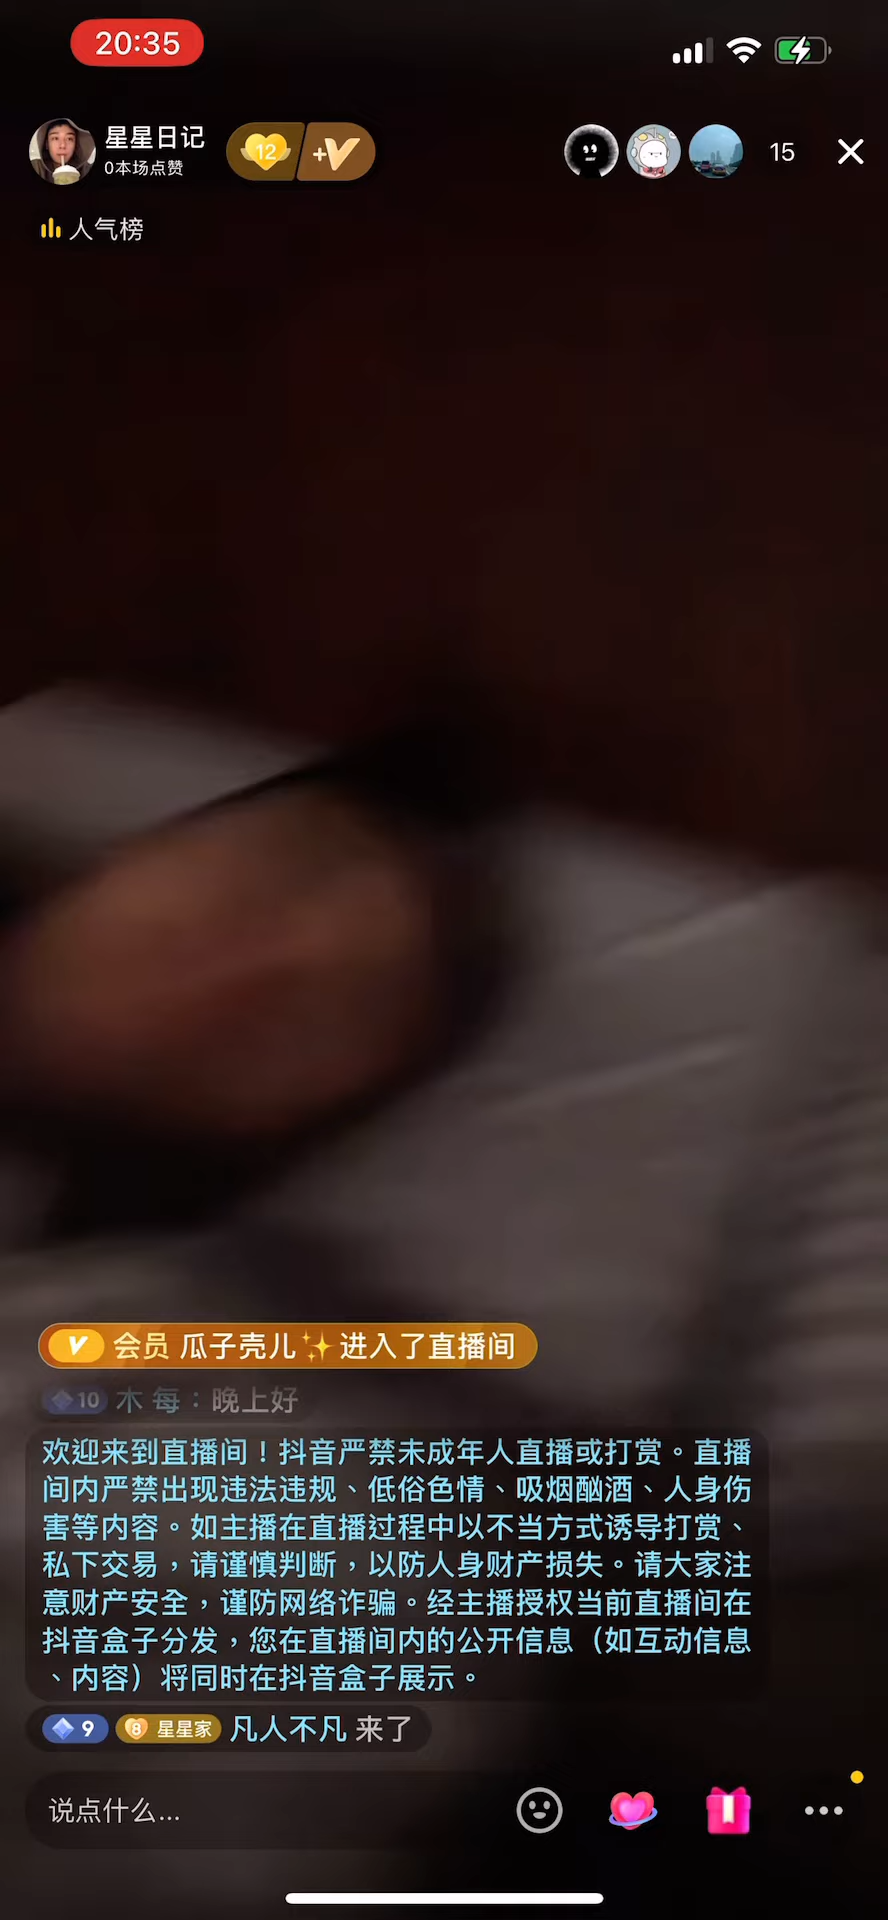 20:35
星星日记
0本场点赞
12
+V
15
人气榜
会员 瓜子壳儿✨进入了直播间
10 木 每：晚上好
欢迎来到直播间！抖音严禁未成年人直播或打赏。直播
间内严禁出现违法违规、低俗色情、吸烟酗酒、人身伤
害等内容。如主播在直播过程中以不当方式诱导打赏、
私下交易，请谨慎判断，以防人身财产损失。请大家注
意财产安全，谨防网络诈骗。经主播授权当前直播间在
抖音盒子分发，您在直播间内的公开信息（如互动信息
、内容）将同时在抖音盒子展示。
9 8 星星家 凡人不凡 来了
说点什么...